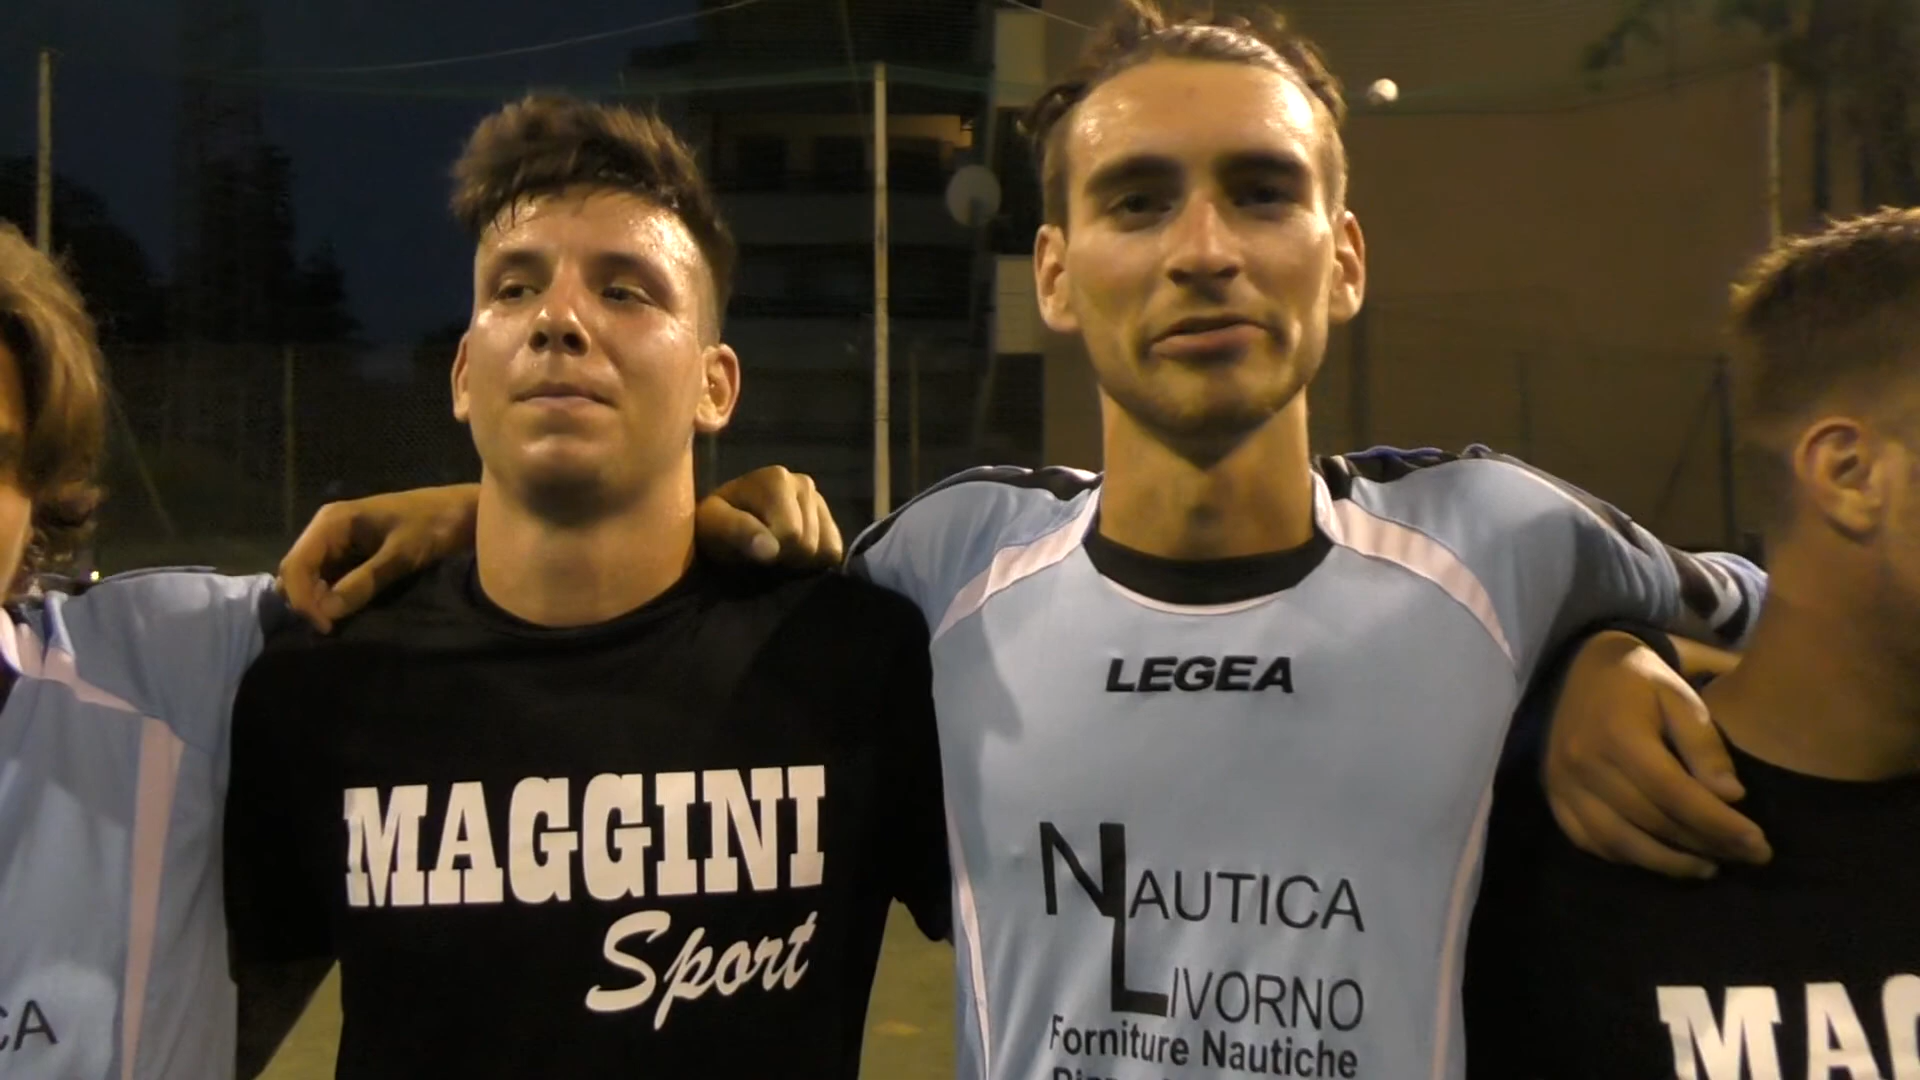 MAGGINI
Sport
LEGEA
NAUTICA
LIVORNO
Forniture Nautiche
CA
MAG